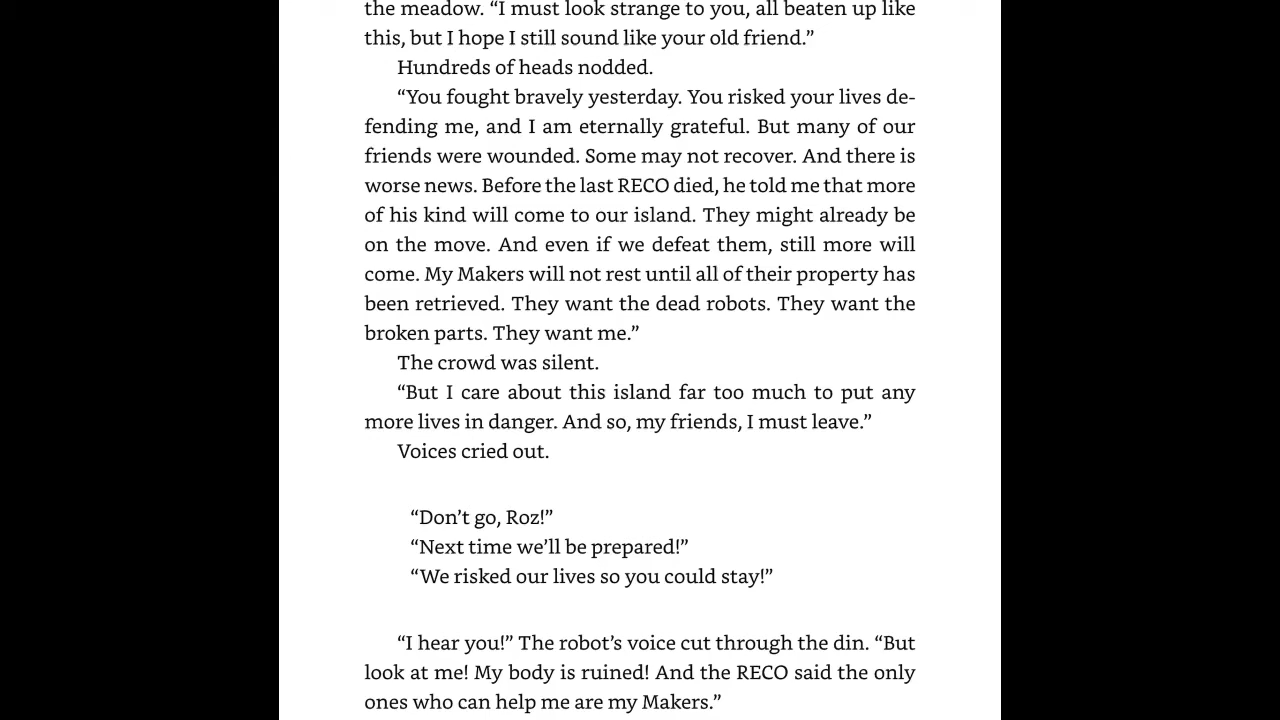 the meadow. “I must look strange to you, all beaten up like
this, but I hope I still sound like your old friend.”
Hundreds of heads nodded.
“You fought bravely yesterday. You risked your lives de-
fending me, and I am eternally grateful. But many of our
friends were wounded. Some may not recover. And there is
worse news. Before the last RECO died, he told me that more
of his kind will come to our island. They might already be
on the move. And even if we defeat them, still more will
come. My Makers will not rest until all of their property has
been retrieved. They want the dead robots. They want the
broken parts. They want me.”
The crowd was silent.
“But I care about this island far too much to put any
more lives in danger. And so, my friends, I must leave.”
Voices cried out.
“Don’t go, Roz!”
“Next time we’ll be prepared!”
“We risked our lives so you could stay!”
“I hear you!” The robot’s voice cut through the din. “But
look at me! My body is ruined! And the RECO said the only
ones who can help me are my Makers.”